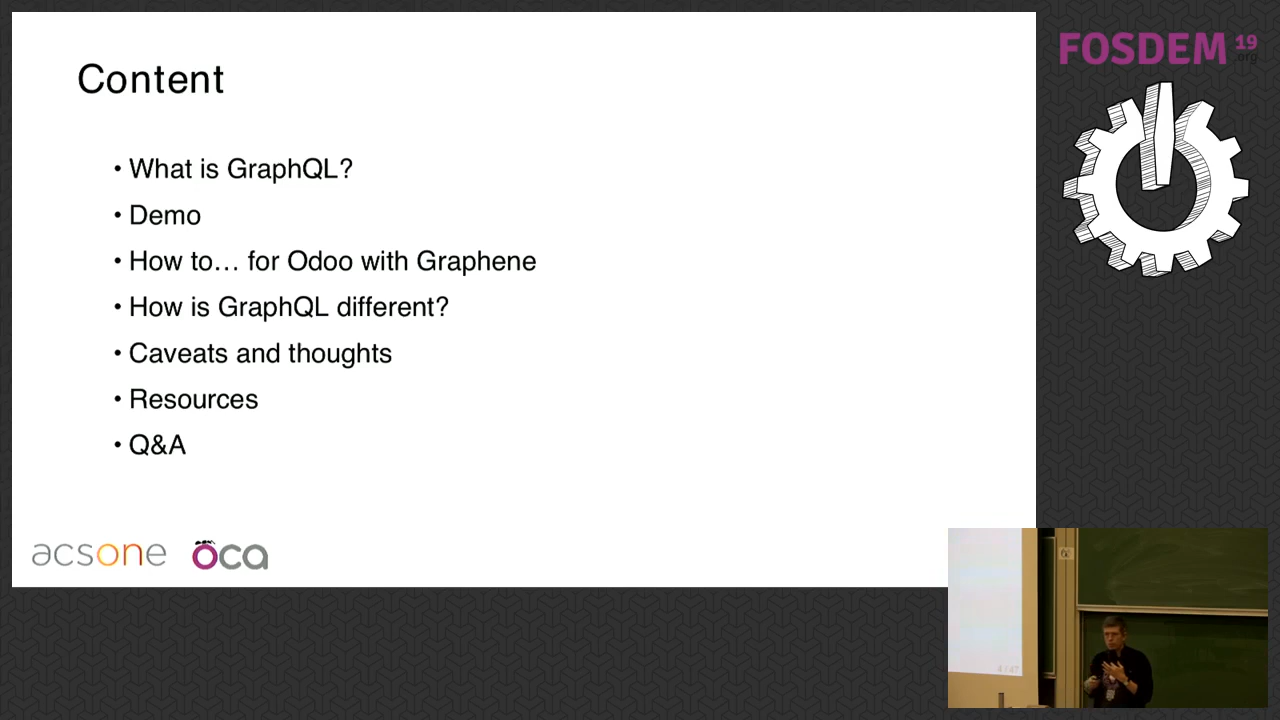 Content
• What is GraphQL?
• Demo
• How to… for Odoo with Graphene
• How is GraphQL different?
• Caveats and thoughts
• Resources
• Q&A
acsone oca
FOSDEM 19
.org